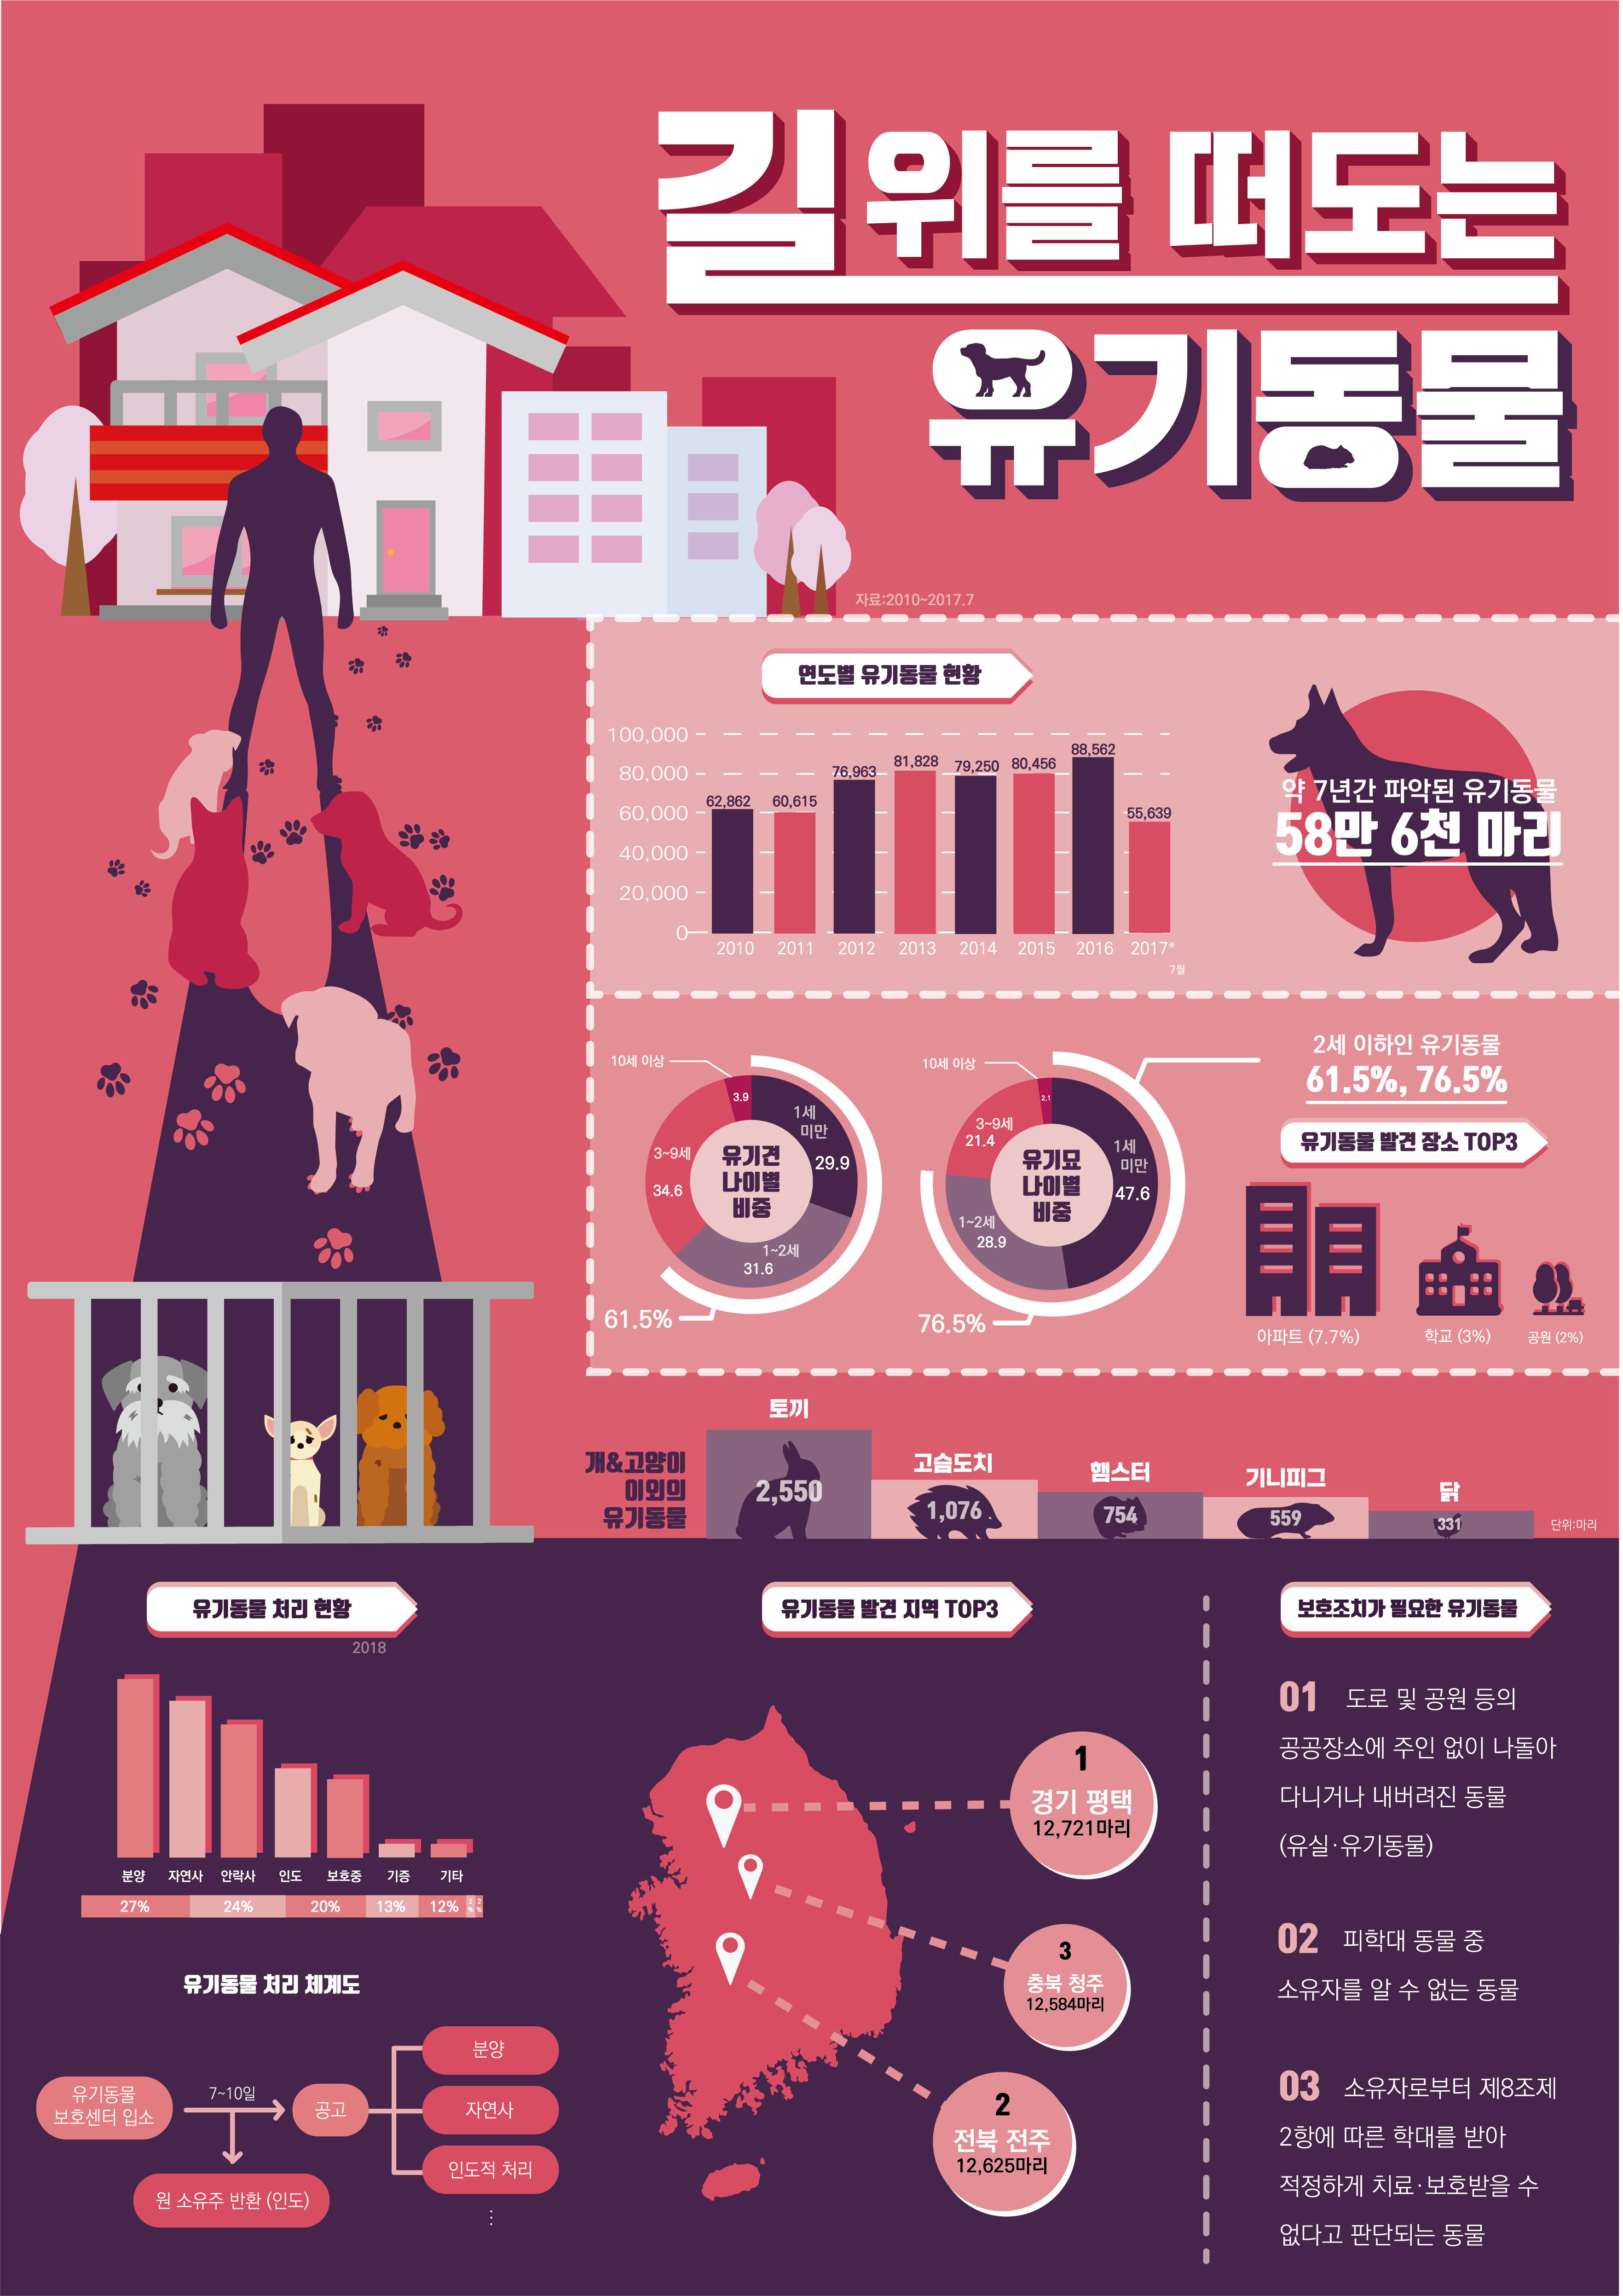 길 위를 떠도는
유기동물
자료:2010~2017.7
연도별 유기동물 현황
100,000
80,000
60,000
40,000
20,000
0
62,862
60,615
76,963
81,828
79,250
80,456
88,562
55,639
2010
2011
2012
2013
2014
2015
2016
2017*
7월
약 7년간 파악된 유기동물
58만 6천 마리
10세 이상
3.9
1세
미만
29.9
3~9세
34.6
1~2세
31.6
유기견
나이별
비중
61.5%
10세 이상
2.1
3~9세
21.4
1세
미만
47.6
1~2세
28.9
유기묘
나이별
비중
76.5%
2세 이하인 유기동물
61.5%, 76.5%
유기동물 발견 장소 TOP3
아파트 (7.7%)
학교 (3%)
공원 (2%)
개&고양이
이외의
유기동물
토끼
2,550
고슴도치
1,076
햄스터
754
기니피그
559
닭
331
단위:마리
유기동물 처리 현황
2018
분양
자연사
안락사
인도
보호중
기증
기타
27%
24%
20%
13%
12%
2
%
2
%
유기동물 처리 체계도
유기동물
보호센터 입소
7~10일
공고
원 소유주 반환 (인도)
분양
자연사
인도적 처리
⋮
유기동물 발견 지역 TOP3
1
경기 평택
12,721마리
3
충북 청주
12,584마리
2
전북 전주
12,625마리
보호조치가 필요한 유기동물
01 도로 및 공원 등의
공공장소에 주인 없이 나돌아
다니거나 내버려진 동물
(유실·유기동물)
02 피학대 동물 중
소유자를 알 수 없는 동물
03 소유자로부터 제8조제
2항에 따른 학대를 받아
적정하게 치료·보호받을 수
없다고 판단되는 동물